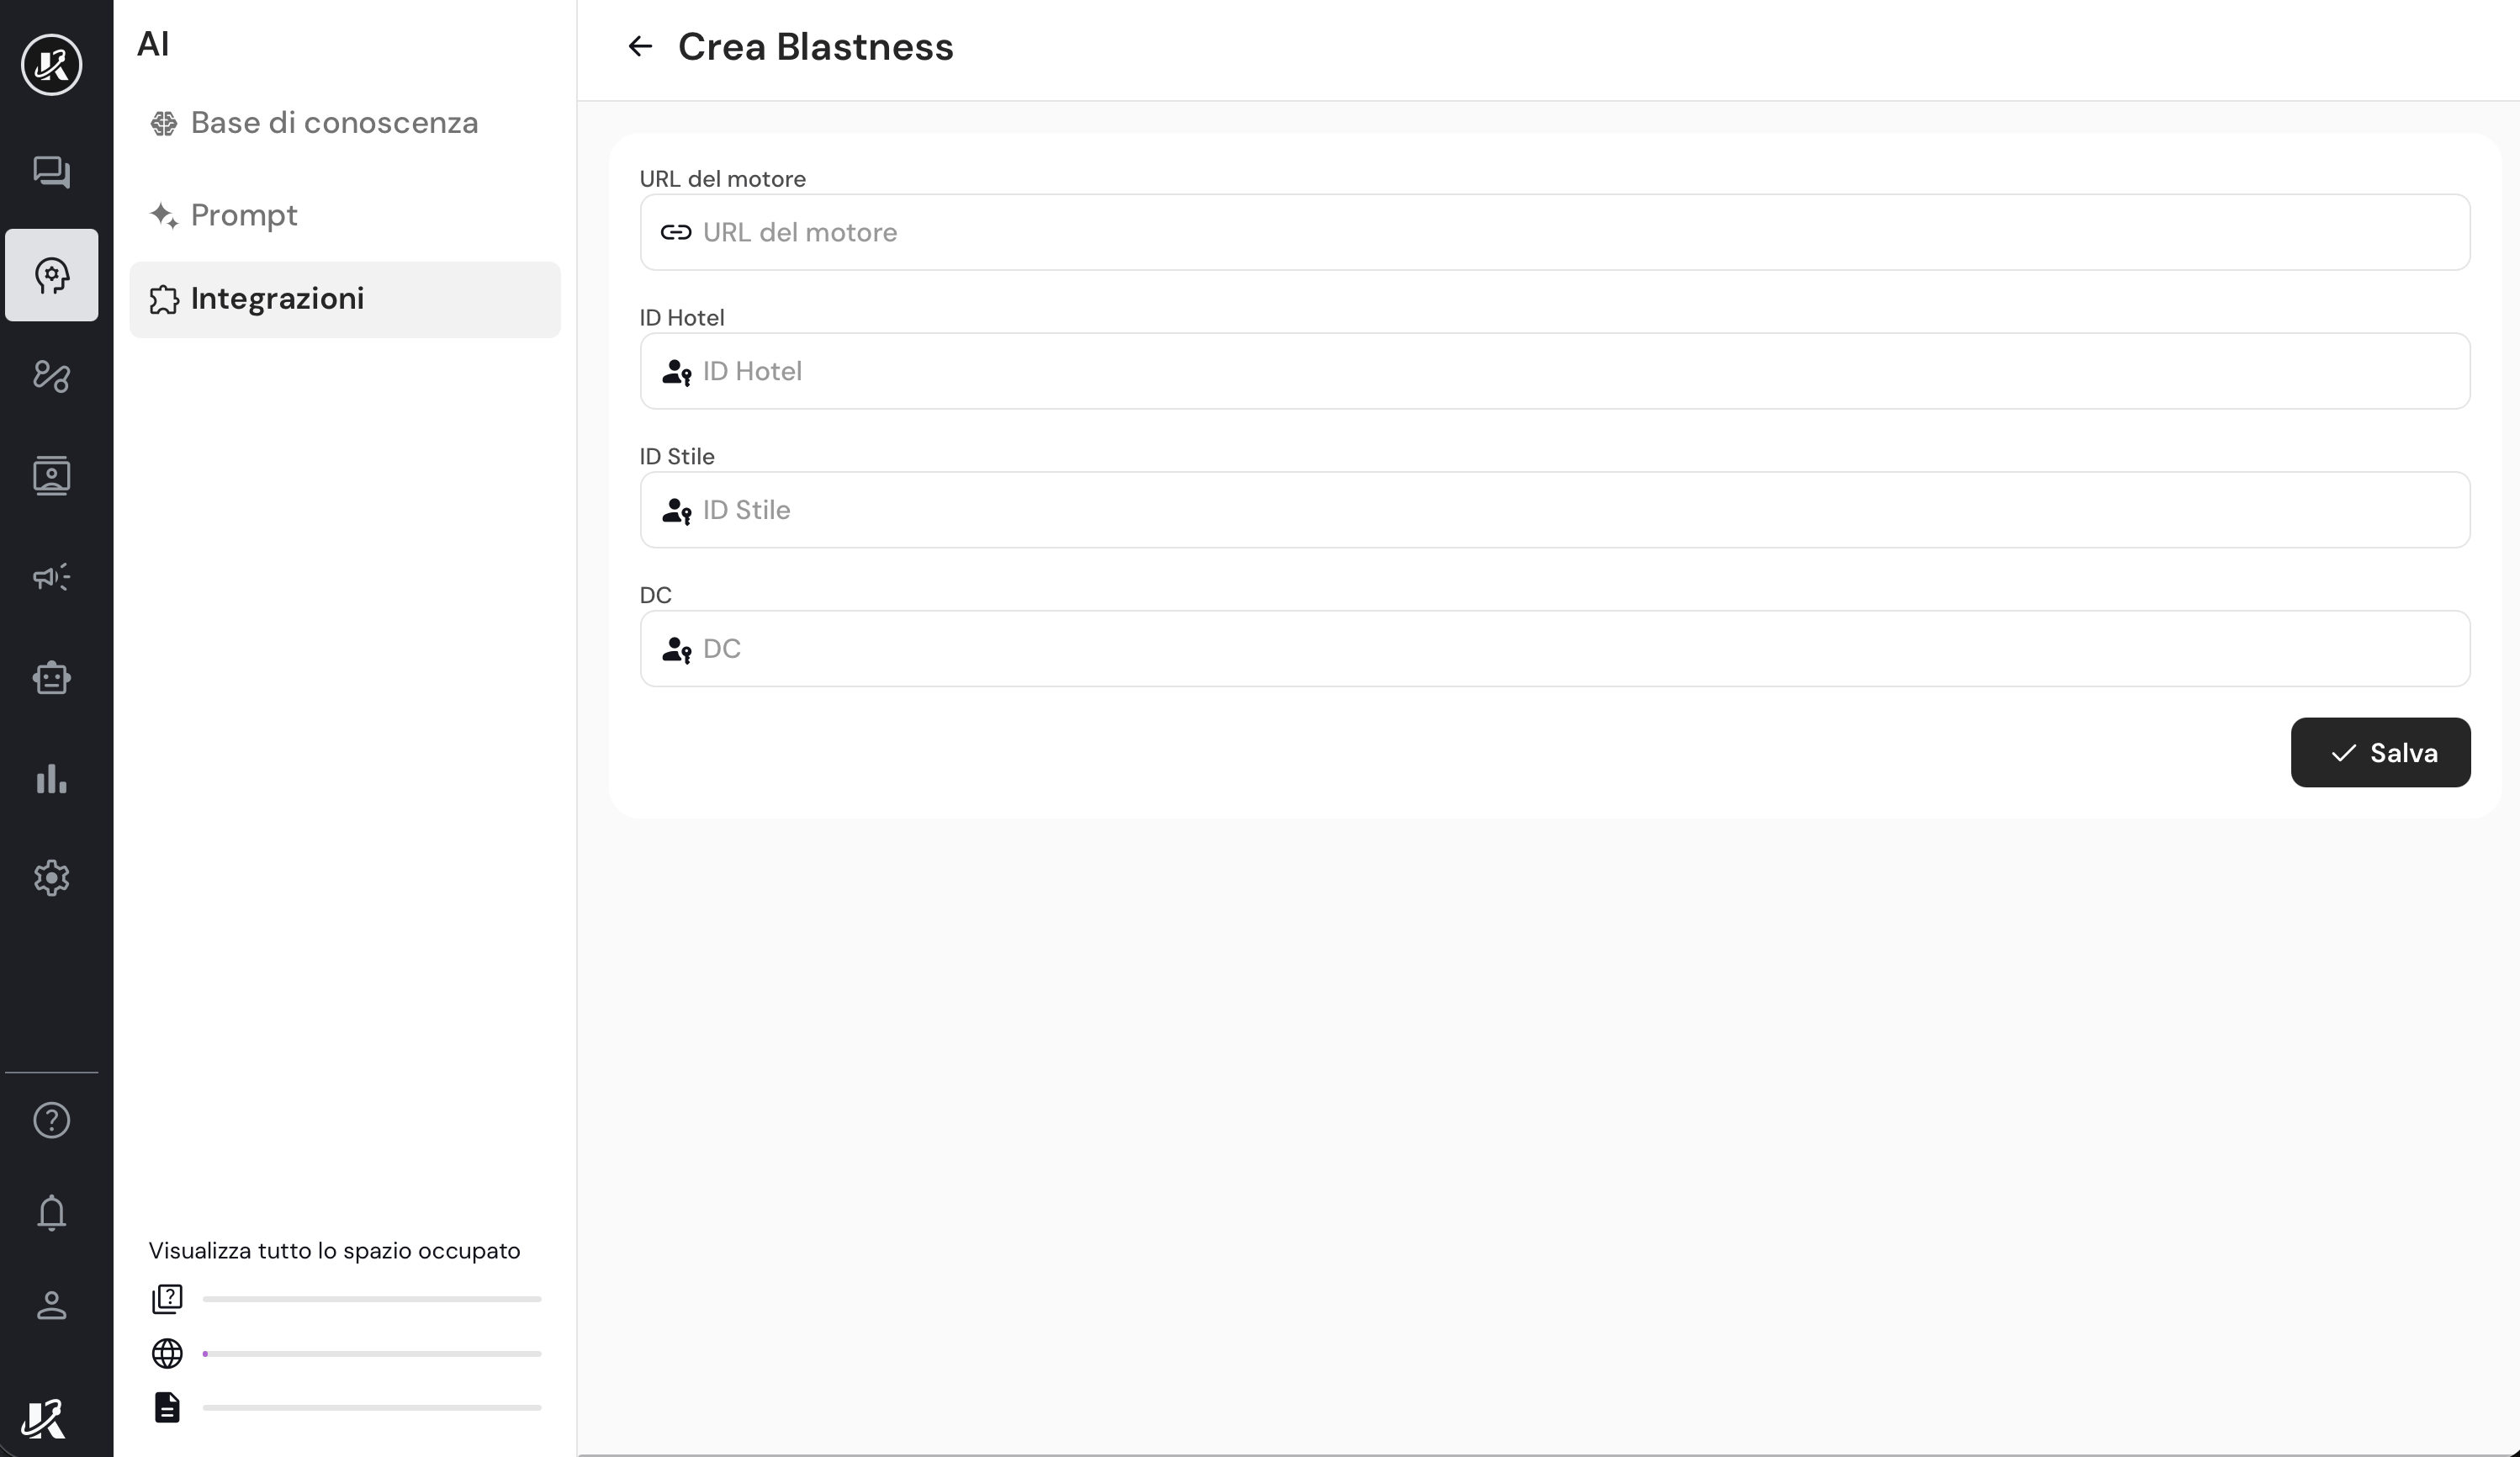 AI
Base di conoscenza
Prompt
Integrazioni
Visualizza tutto lo spazio occupato
Crea Blastness
URL del motore
URL del motore
ID Hotel
ID Hotel
ID Stile
ID Stile
DC
DC
Salva